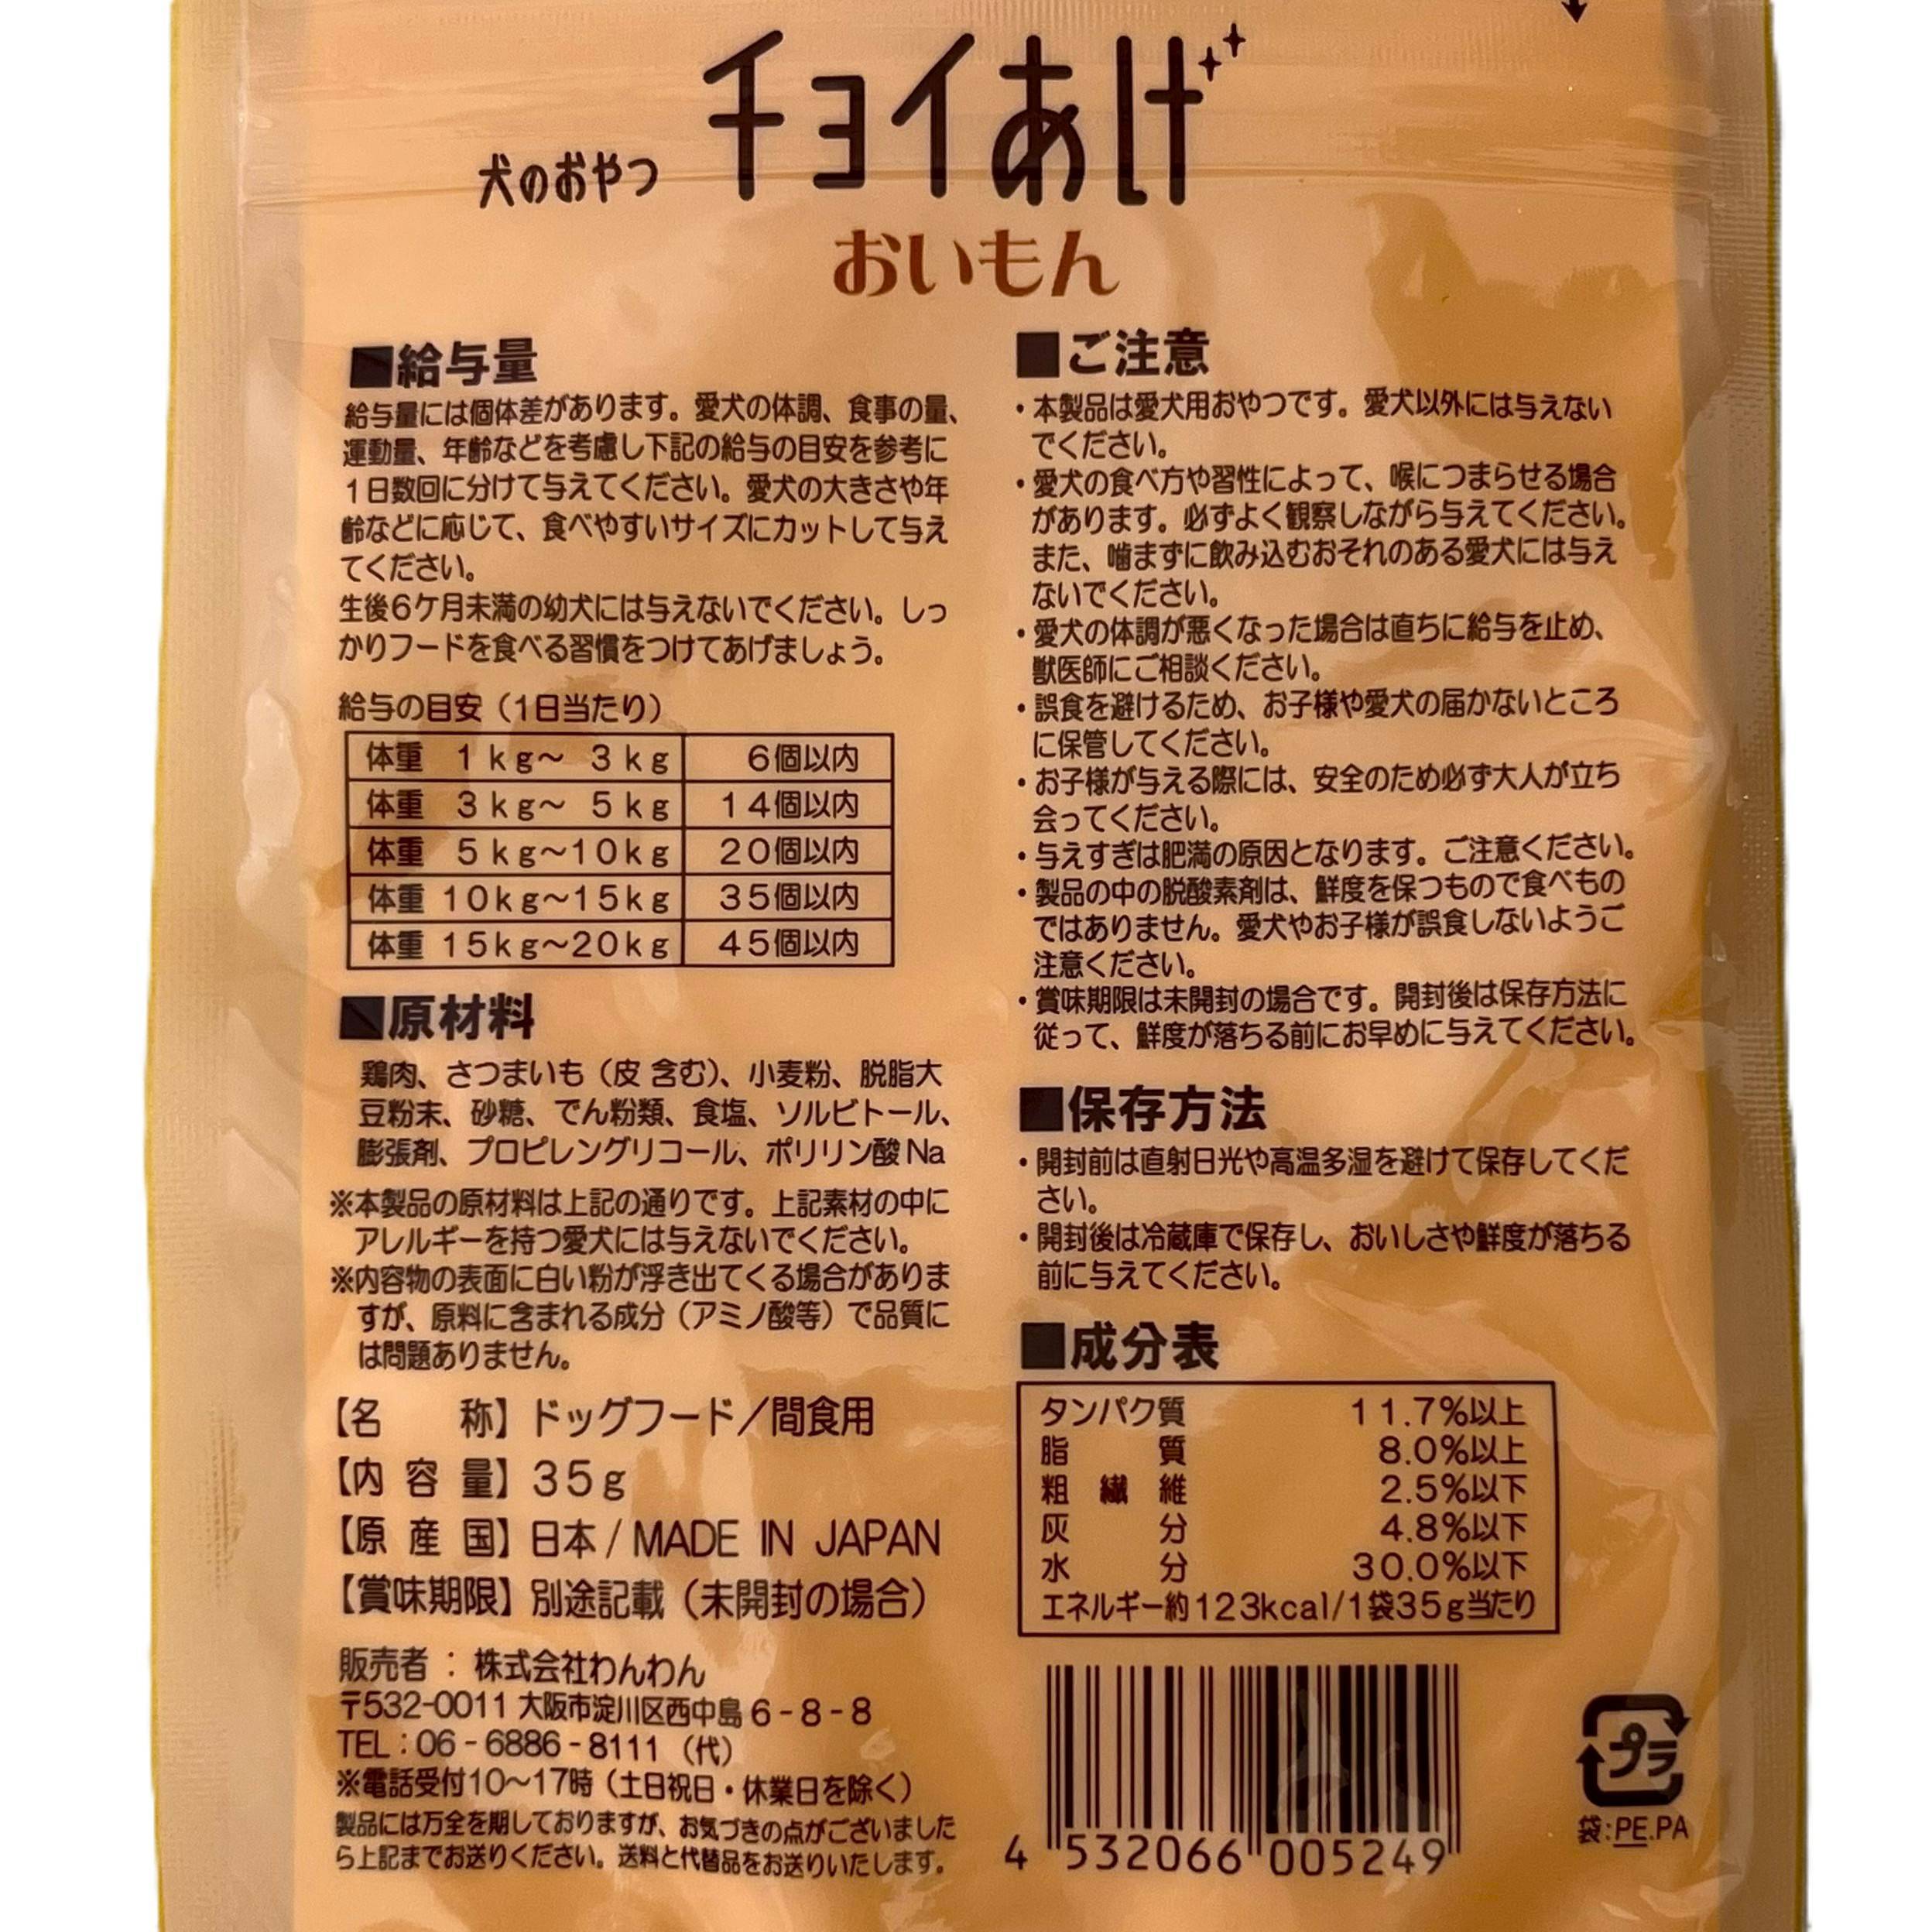 犬のおやつ チョイあげ
おいもん
■給与量
給与量には個体差があります。愛犬の体調、食事の量、
運動量、年齢などを考慮し下記の給与の目安を参考に
1日数回に分けて与えてください。愛犬の大きさや年
齢などに応じて、食べやすいサイズにカットして与え
てください。
生後6ケ月未満の幼犬には与えないでください。しっ
かりフードを食べる習慣をつけてあげましょう。
給与の目安（1日当たり）
体重 1kg～ 3kg 6個以内
体重 3kg～ 5kg 14個以内
体重 5kg～10kg 20個以内
体重 10kg～15kg 35個以内
体重 15kg～20kg 45個以内
■原材料
鶏肉、さつまいも（皮 含む）、小麦粉、脱脂大
豆粉末、砂糖、でん粉類、食塩、ソルビトール、
膨張剤、プロピレングリコール、ポリリン酸Na
※本製品の原材料は上記の通りです。上記素材の中に
アレルギーを持つ愛犬には与えないでください。
※内容物の表面に白い粉が浮き出てくる場合がありま
すが、原料に含まれる成分（アミノ酸等）で品質に
は問題ありません。
【名　　称】ドッグフード／間食用
【内 容 量】35g
【原 産 国】日本 / MADE IN JAPAN
【賞味期限】別途記載（未開封の場合）
販売者：株式会社わんわん
〒532-0011 大阪市淀川区西中島6-8-8
TEL：06-6886-8111（代）
※電話受付10～17時（土日祝日・休業日を除く）
製品には万全を期しておりますが、お気づきの点がございました
ら上記までお送りください。送料と代替品をお送りいたします。
■ご注意
・本製品は愛犬用おやつです。愛犬以外には与えない
でください。
・愛犬の食べ方や習性によって、喉につまらせる場合
があります。必ずよく観察しながら与えてください。
また、噛まずに飲み込むおそれのある愛犬には与え
ないでください。
・愛犬の体調が悪くなった場合は直ちに給与を止め、
獣医師にご相談ください。
・誤食を避けるため、お子様や愛犬の届かないところ
に保管してください。
・お子様が与える際には、安全のため必ず大人が立ち
会ってください。
・与えすぎは肥満の原因となります。ご注意ください。
・製品の中の脱酸素剤は、鮮度を保つもので食べもの
ではありません。愛犬やお子様が誤食しないようご
注意ください。
・賞味期限は未開封の場合です。開封後は保存方法に
従って、鮮度が落ちる前にお早めに与えてください。
■保存方法
・開封前は直射日光や高温多湿を避けて保存してくだ
さい。
・開封後は冷蔵庫で保存し、おいしさや鮮度が落ちる
前に与えてください。
■成分表
タンパク質 11.7%以上
脂　　質 8.0%以上
粗 繊 維 2.5%以下
灰　　分 4.8%以下
水　　分 30.0%以下
エネルギー約123kcal/1袋35g当たり
4 532066 005249
プラ
袋:PE.PA